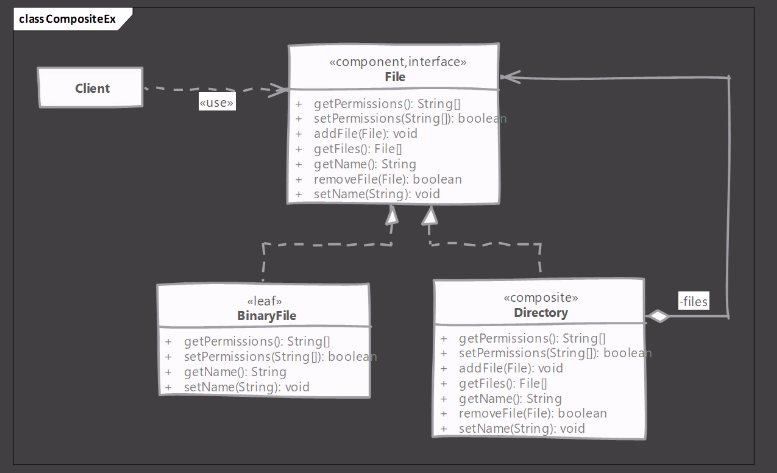 class CompositeEx
Client
«use»
«component,interface»
File
+ getPermissions(): String[]
+ setPermissions(String[]): boolean
+ addFile(File): void
+ getFiles(): File[]
+ getName(): String
+ removeFile(File): boolean
+ setName(String): void
«leaf»
BinaryFile
+ getPermissions(): String[]
+ setPermissions(String[]): boolean
+ getName(): String
+ setName(String): void
«composite»
Directory
+ getPermissions(): String[]
+ setPermissions(String[]): boolean
+ addFile(File): void
+ getFiles(): File[]
+ getName(): String
+ removeFile(File): boolean
+ setName(String): void
-files